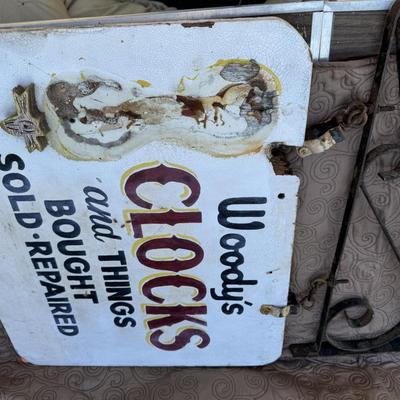 Woody's
CLOCKS
and THINGS
BOUGHT
SOLD · REPAIRED